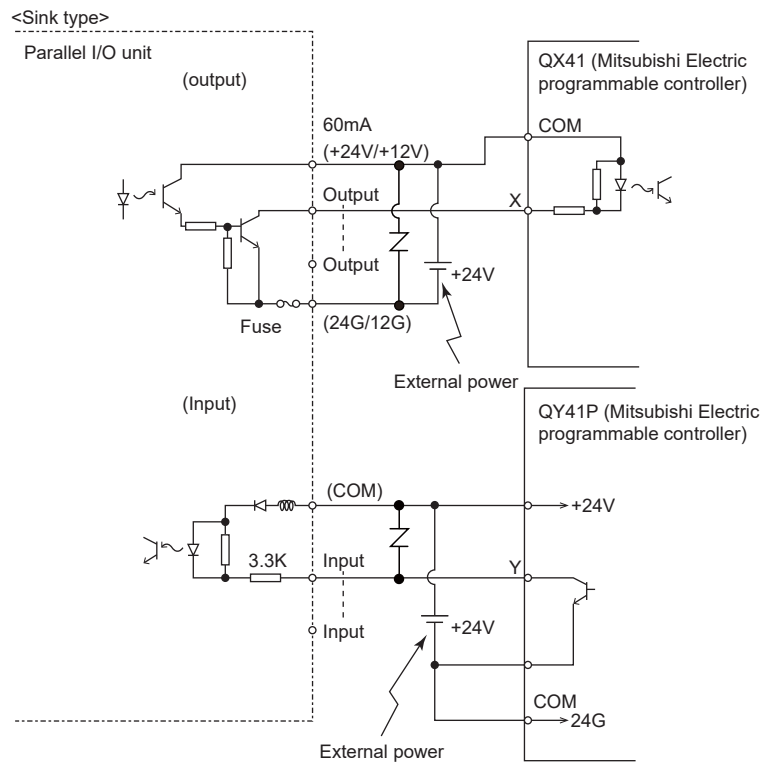 <Sink type>
Parallel I/O unit
(output)
QX41 (Mitsubishi Electric
programmable controller)
60mA
(+24V/+12V)
COM
Output
X
Output
+24V
Fuse
(24G/12G)
External power
(Input)
QY41P (Mitsubishi Electric
programmable controller)
(COM)
+24V
3.3K
Input
Y
Input
+24V
COM
24G
External power